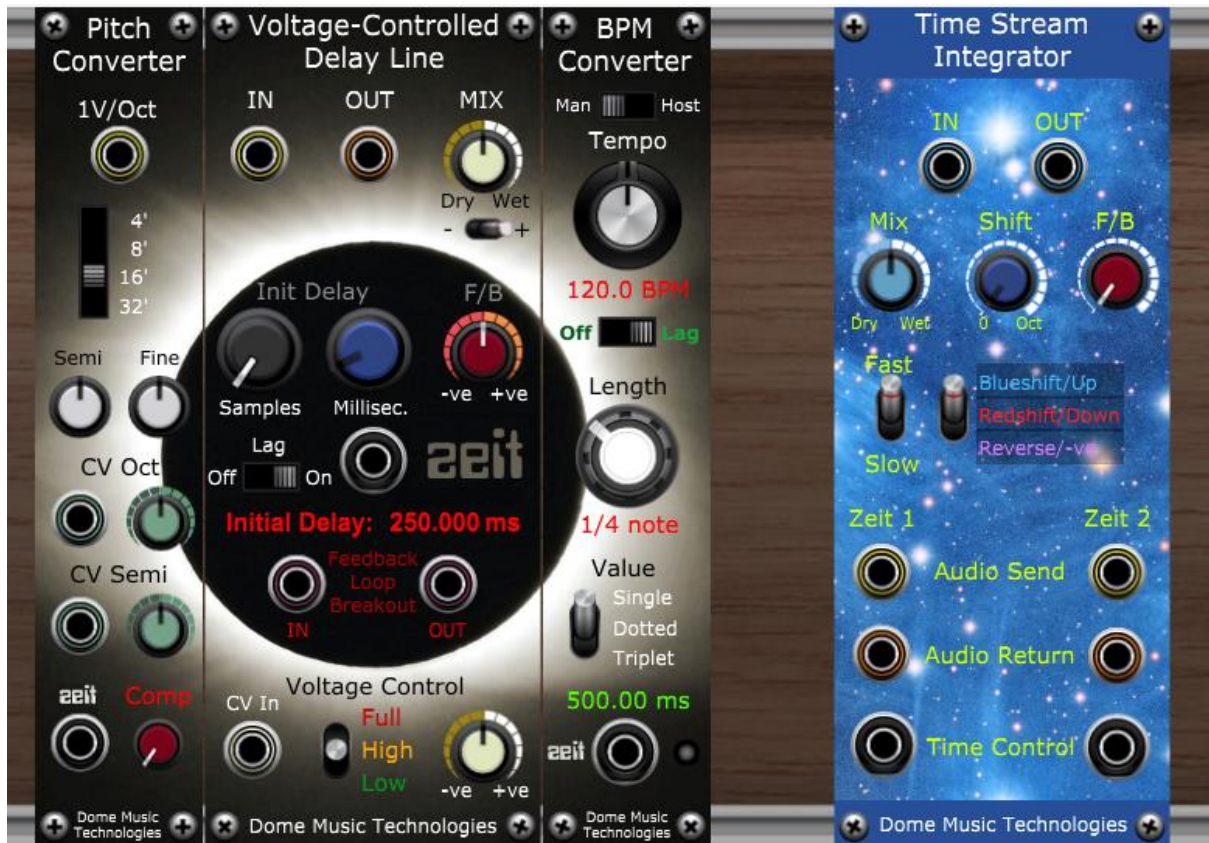 Pitch
Converter
1V/Oct
4'
8'
16'
32'
Semi Fine
CV Oct
CV Semi
zeit Comp
Dome Music
Technologies
Voltage-Controlled
Delay Line
IN OUT MIX
Dry Wet
- +
Init Delay F/B
Samples Millisec. -ve +ve
Lag
Off On
zeit
Initial Delay: 250.000 ms
Feedback
Loop
Breakout
IN OUT
Voltage Control
CV In
Full
High
Low
-ve +ve
Dome Music Technologies
BPM
Converter
Man Host
Tempo
120.0 BPM
Off Lag
Length
1/4 note
Value
Single
Dotted
Triplet
500.00 ms
zeit
Dome Music
Technologies
Time Stream
Integrator
IN OUT
Mix Shift F/B
Dry Wet 0 Oct
Fast
Slow
Blueshift/Up
Redshift/Down
Reverse/-ve
Zeit 1 Zeit 2
Audio Send
Audio Return
Time Control
Dome Music Technologies